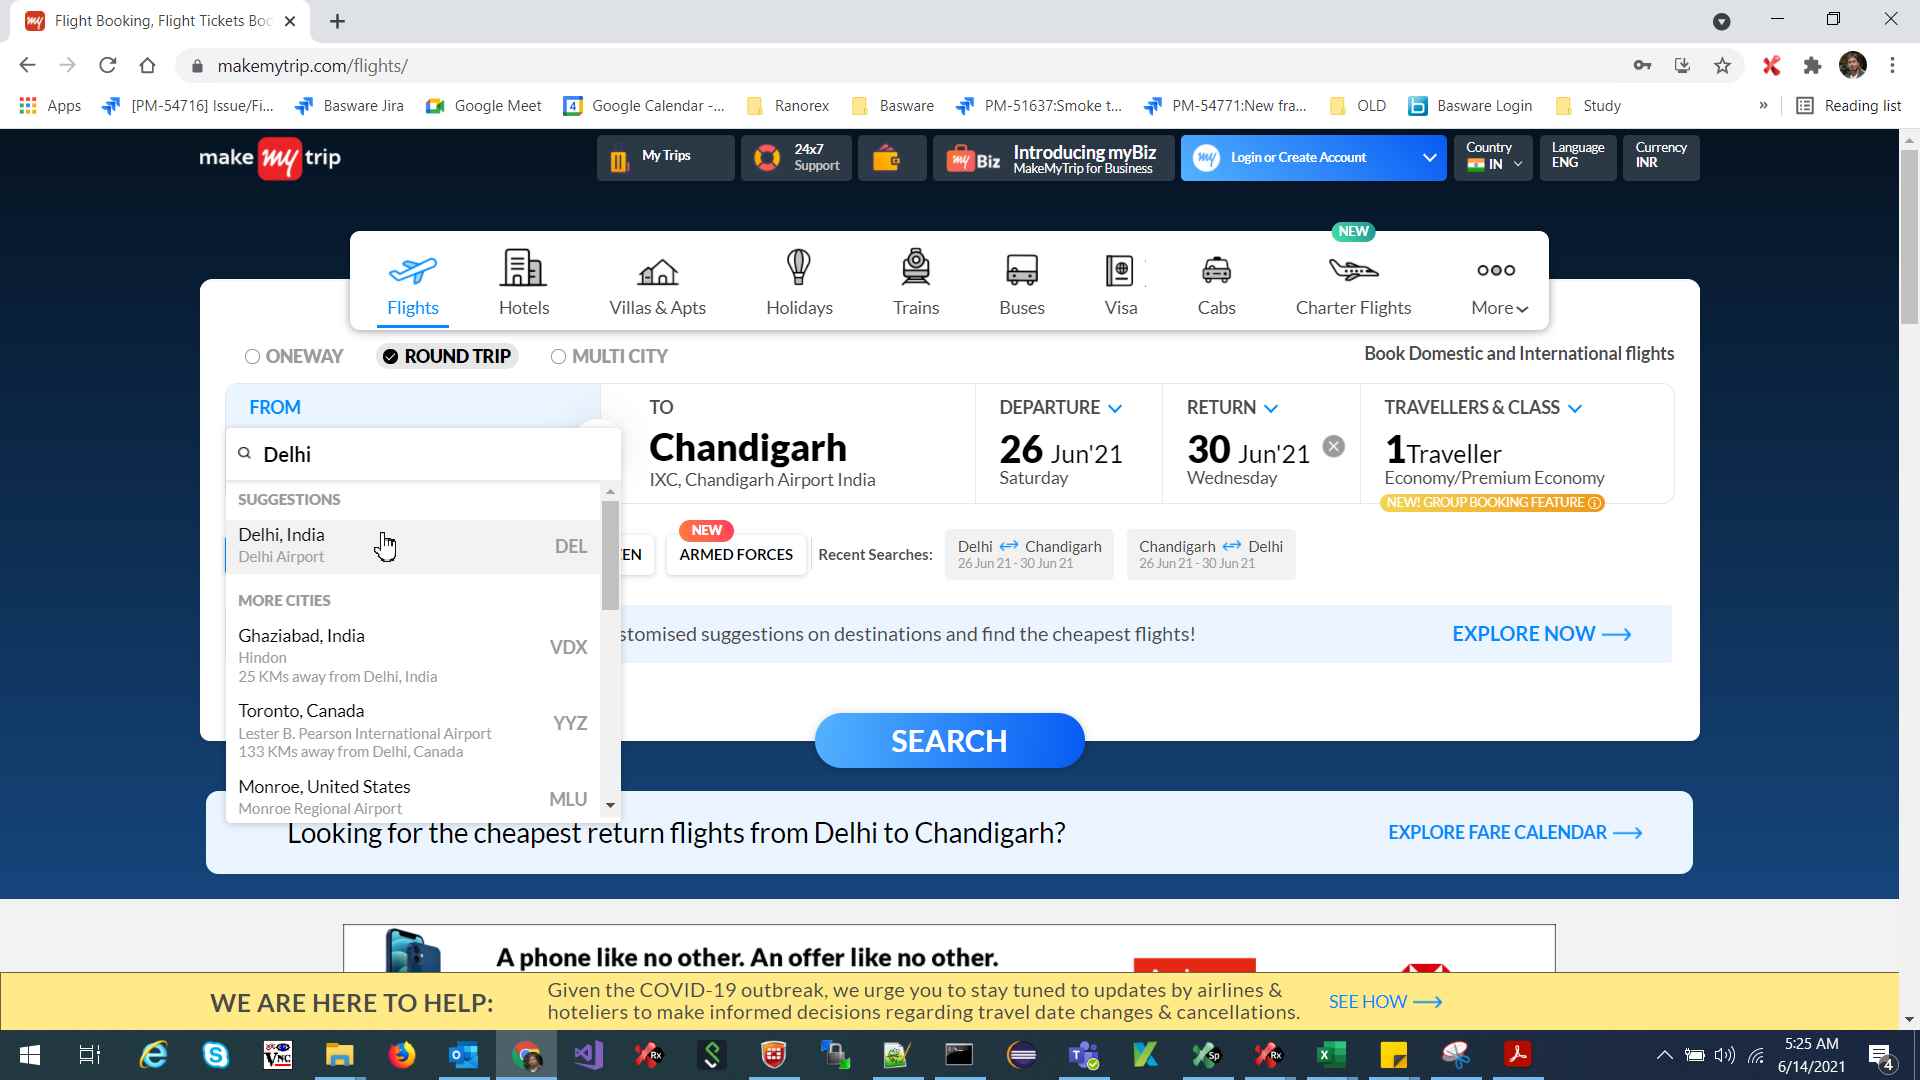 Flight Booking, Flight Tickets Boo
makemytrip.com/flights/
Apps
[PM-54716] Issue/Fi...
Basware Jira
Google Meet
4
Google Calendar -...
Ranorex
Basware
PM-51637:Smoke t...
PM-54771:New fra...
OLD
Basware Login
Study
»
Reading list
make my trip
My Trips
24x7
Support
my Biz
Introducing myBiz
MakeMyTrip for Business
my
Login or Create Account
Country
IN
Language
ENG
Currency
INR
NEW
Flights
Hotels
Villas & Apts
Holidays
Trains
Buses
Visa
Cabs
Charter Flights
More
ONEWAY
ROUND TRIP
MULTI CITY
Book Domestic and International flights
FROM
Delhi
TO
Chandigarh
IXC, Chandigarh Airport India
DEPARTURE
26 Jun'21
Saturday
RETURN
30 Jun'21
Wednesday
TRAVELLERS & CLASS
1Traveller
Economy/Premium Economy
NEW! GROUP BOOKING FEATURE
SUGGESTIONS
Delhi, India
Delhi Airport
DEL
MORE CITIES
Ghaziabad, India
Hindon
25 KMs away from Delhi, India
VDX
Toronto, Canada
Lester B. Pearson International Airport
133 KMs away from Delhi, Canada
YYZ
Monroe, United States
Monroe Regional Airport
MLU
EN
NEW
ARMED FORCES
Recent Searches:
Delhi Chandigarh
26 Jun 21 - 30 Jun 21
Chandigarh Delhi
26 Jun 21 - 30 Jun 21
stomised suggestions on destinations and find the cheapest flights!
EXPLORE NOW
SEARCH
Looking for the cheapest return flights from Delhi to Chandigarh?
EXPLORE FARE CALENDAR
A phone like no other. An offer like no other.
WE ARE HERE TO HELP:
Given the COVID-19 outbreak, we urge you to stay tuned to updates by airlines &
hoteliers to make informed decisions regarding travel date changes & cancellations.
SEE HOW
VNC
Rx
Sp
Rx
5:25 AM
6/14/2021
4